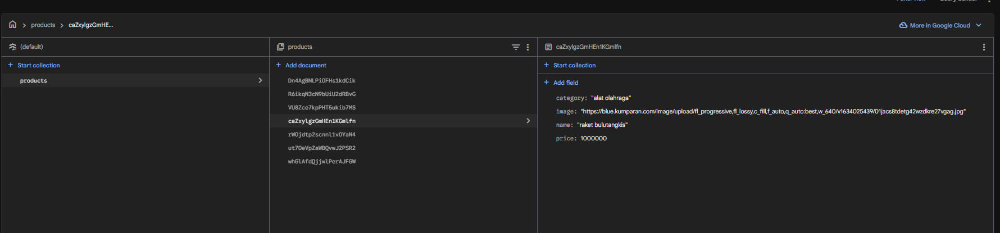 products > caZxylgzGmHE...
More in Google Cloud
(default)
products
caZxylgzGmHEn1KGmlfn
+ Start collection
+ Add document
+ Start collection
products
+ Add field
Dn4AgBNLPiOFHs1kdCik
R6ikqN3cN9bUiU2dRBvG
VU8Zce7kpPHT5ukib7MS
caZxylgzGmHEn1KGmlfn
rWOjdtp2scnnl1vOYaN4
ut7OeVpZaWBQvwJ2PSR2
whGlAfdQjjwlPerAJFGW
category: "alat olahraga"
image: "https://blue.kumparan.com/image/upload/fl_progressive,fl_lossy,c_fill,f_auto,q_auto:best,w_640/v1634025439/01jacs8tdetg42wzdkre27vgag.jpg"
name: "raket bulutangkis"
price: 1000000